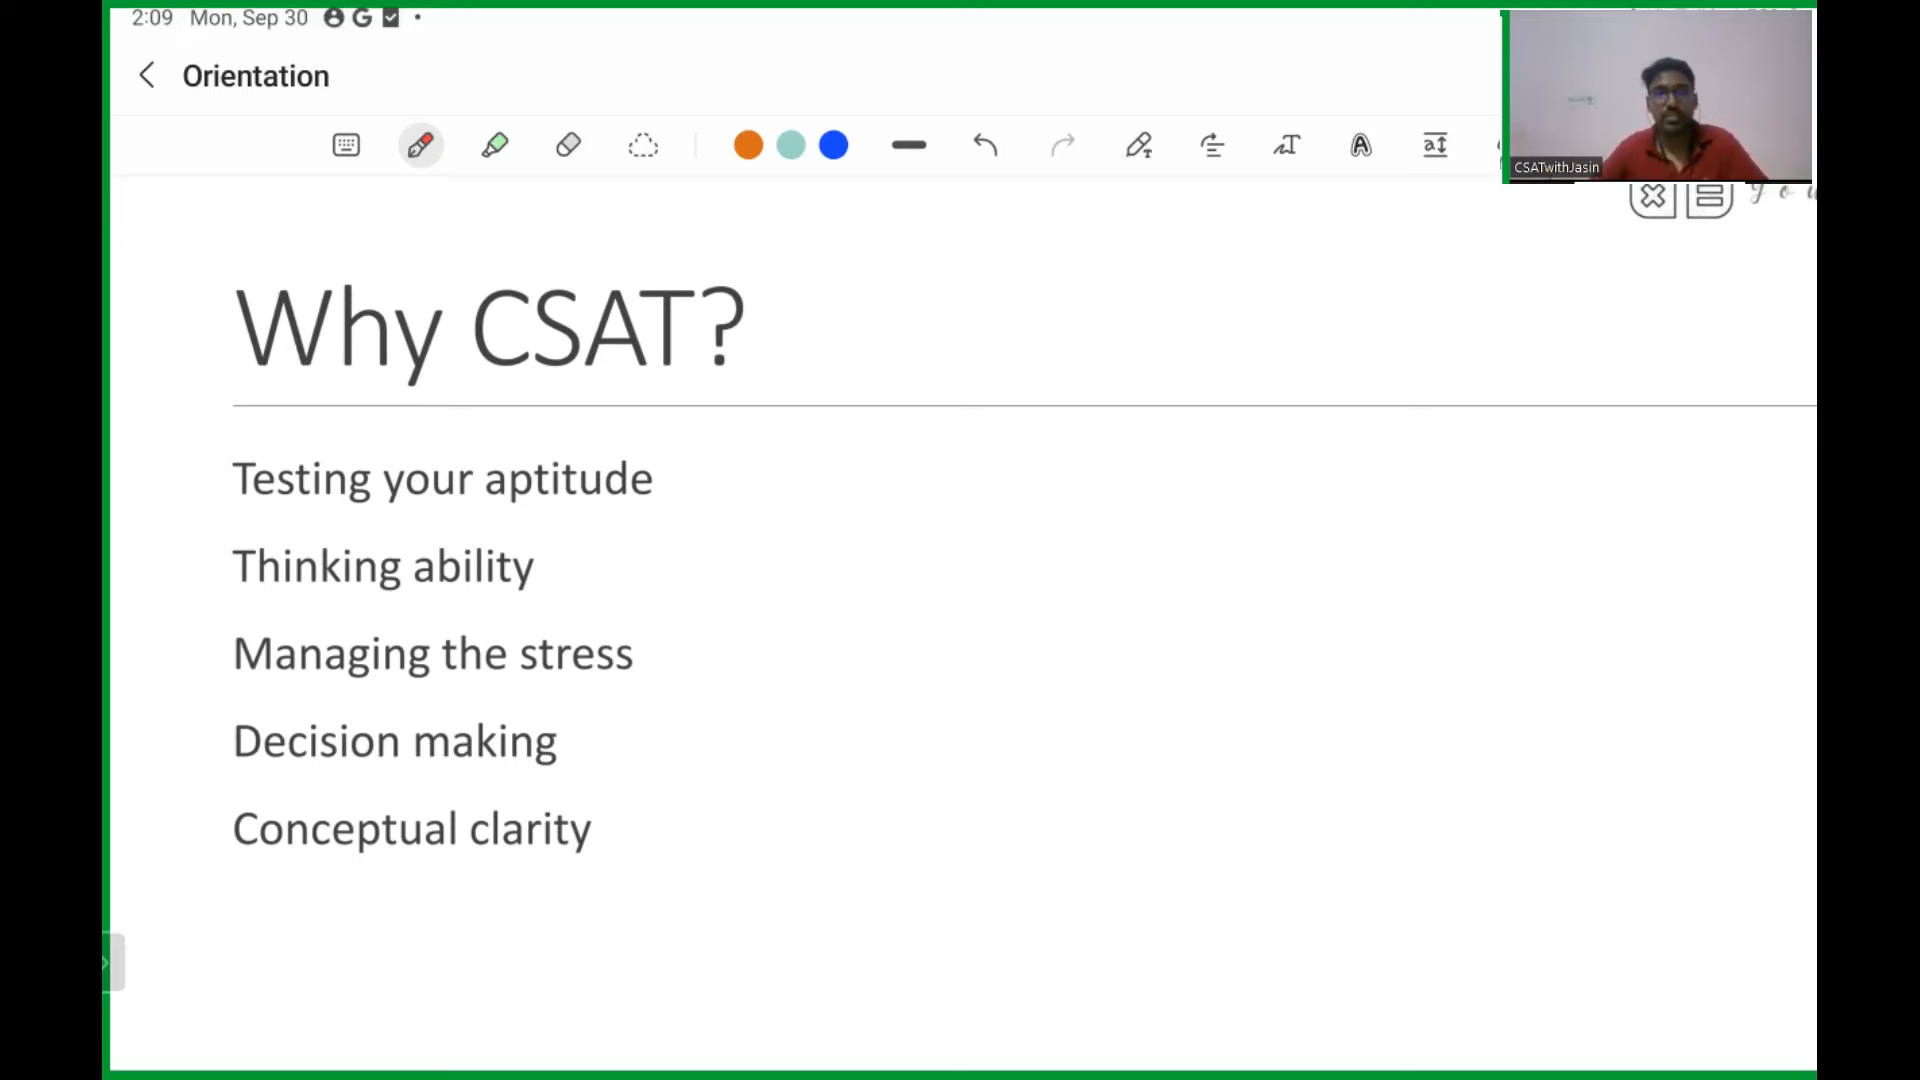 2:09 Mon, Sep 30
Orientation
CSATwithJasin
Why CSAT?
Testing your aptitude
Thinking ability
Managing the stress
Decision making
Conceptual clarity